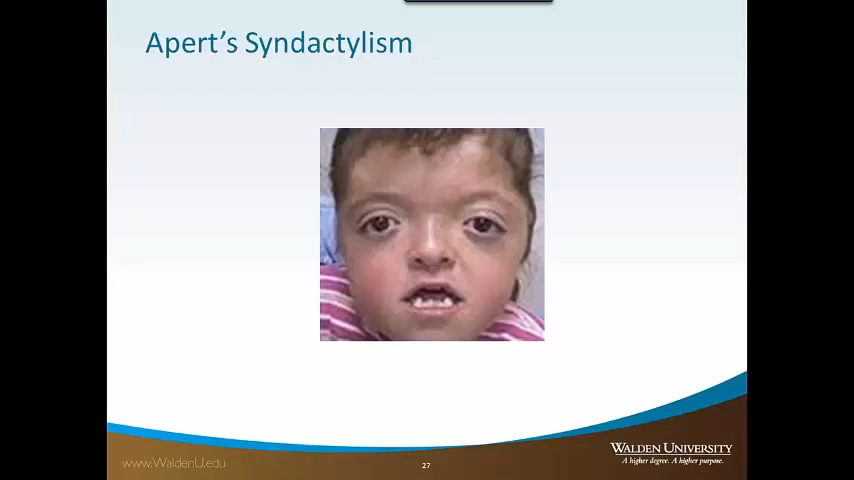 Apert's Syndactylism
www.WaldenU.edu
27
WALDEN UNIVERSITY
A higher degree. A higher purpose.